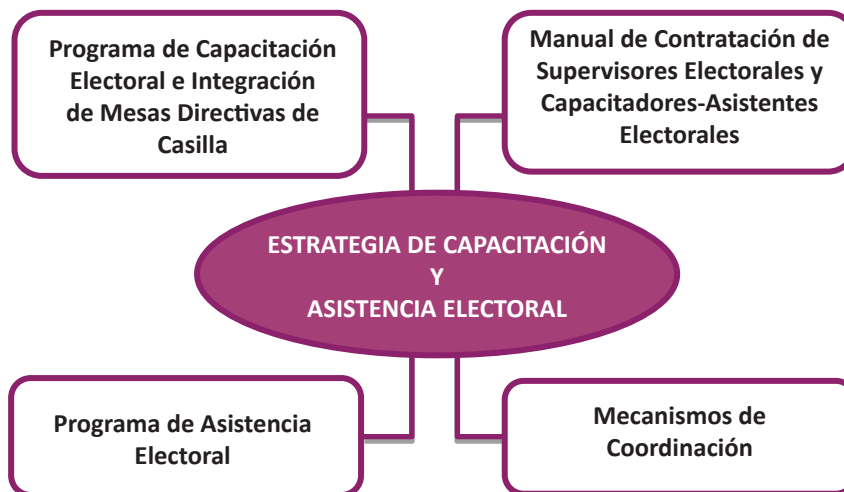 Programa de Capacitación
Electoral e Integración
de Mesas Directivas de
Casilla
Manual de Contratación de
Supervisores Electorales y
Capacitadores-Asistentes
Electorales
ESTRATEGIA DE CAPACITACIÓN
Y
ASISTENCIA ELECTORAL
Programa de Asistencia
Electoral
Mecanismos de
Coordinación